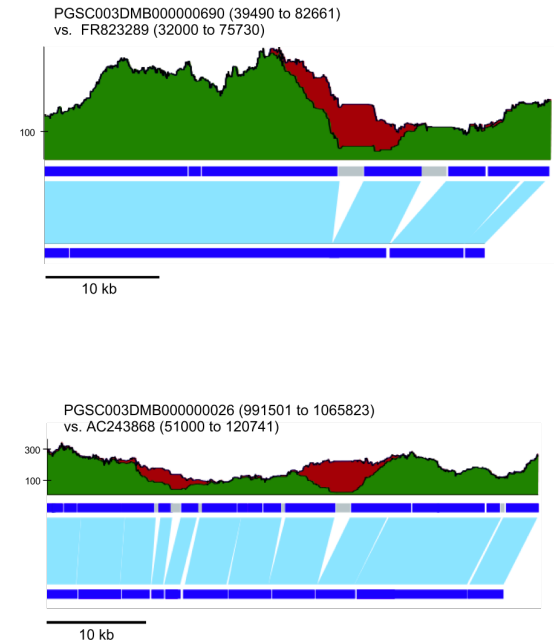 PGSC003DMB000000690 (39490 to 82661)
vs. FR823289 (32000 to 75730)
100
10 kb
PGSC003DMB000000026 (991501 to 1065823)
vs. AC243868 (51000 to 120741)
300
100
10 kb